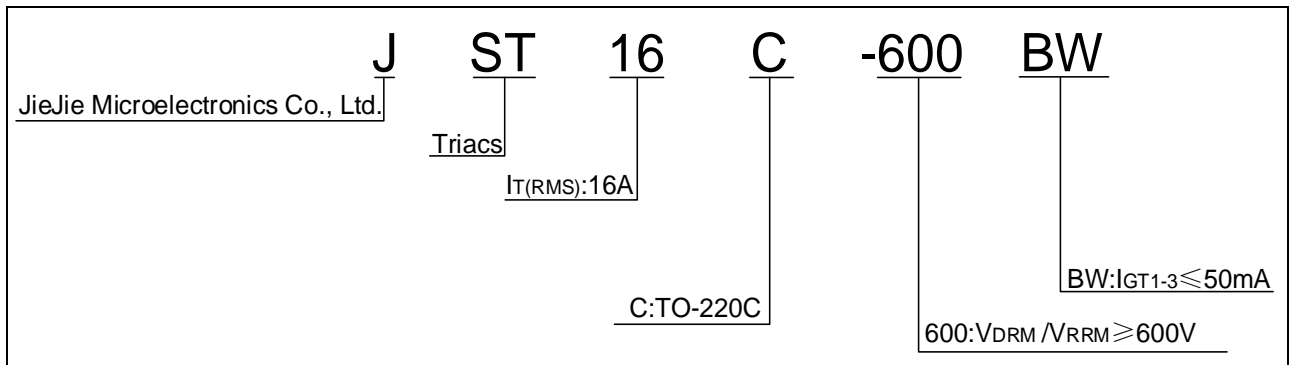 J ST 16 C -600 BW
JieJie Microelectronics Co., Ltd.
Triacs
IT(RMS):16A
BW:IGT1-3≤50mA
C:TO-220C
600:VDRM /VRRM≥600V